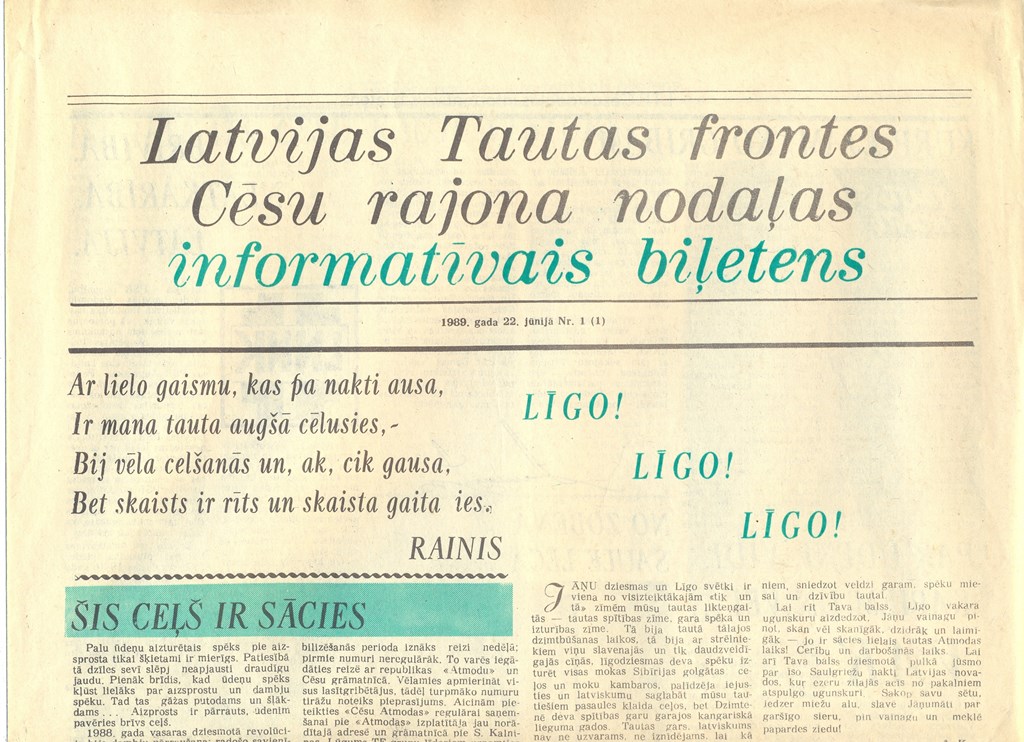 Latvijas Tautas frontes
Cēsu rajona nodaļas
informatīvais biļetens
1989. gada 22. jūnijā Nr. 1 (1)
Ar lielo gaismu, kas pa nakti ausa,
Ir mana tauta augšā cēlusies,-
Bij vēla celšanās un, ak, cik gausa,
Bet skaists ir rīts un skaista gaita ies.
RAINIS
LĪGO!
LĪGO!
LĪGO!
ŠIS CEĻŠ IR SĀCIES
Palu ūdeņu aizturētais spēks pie aiz-
sprosta tikai šķietami ir mierīgs. Patiesībā
tā dzīles sevī slēpj neapjausti draudīgu
jaudu. Pienāk brīdis, kad ūdeņu spēks
kļūst lielāks par aizsprostu un dambju
spēku. Tad tas gāžas putodams un šļāk-
dams... Aizprosts ir pārrauts, ūdenim
pavēries brīvs ceļš.
1988. gada vasaras dziesmotā revolūci-
bilizēšanās perioda iznāks reizi nedēļā;
pirmie numuri neregulārāk. To varēs iegā-
dāties reizē ar republikas «Atmodu» un
Cēsu grāmatnīcā. Vēlamies apmierināt vi-
sus lasītgribētājus, tādēļ turpmāko numuru
tirāžu noteiks pieprasījums. Aicinām pie-
teikties «Cēsu Atmodas» regulārai saņem-
šanai pie «Atmodas» izplatītāja jau norā-
dītajā adresē un grāmatnīcā pie S. Kalni-
JĀŅU dziesmas un Līgo svētki ir
viena no visizteiktākajām «tik un
tā» zīmēm mūsu tautas likteņgai-
tās — tautas spītības zīme, gara spēka un
izturības zīme. Tā bija tautā tālajos
dzimtbūšanas laikos, tā bija ar strēlnie-
kiem viņu slavenajās un tik daudzveidī-
gajās cīņās, līgodziesmas deva spēku iz-
turēt visas mokas Sibīrijas golgātas ce-
ļos un moku kambaros, palīdzēja iejus-
ties un latviskumu saglabāt mūsu tau-
tiešiem pasaules klaida ceļos, bet Dzimte-
nē deva spītības garu garajos kangariskā
lieguma gados. Tautas gars, latviskums
nav ne uzvarams, ne iznīdējams, lai kā
niem, sniedzot veldzi garam, spēku mie-
sai un dzīvību tautai.
Lai rit Tava balss, Līgo vakara
ugunskuru aizdedzot, Jāņu vainagu pi-
not, skan vēl skanīgāk, dzidrāk un laimī-
gāk — jo ir sācies lielais tautas Atmodas
laiks! Cerību un darbošanās laiks. Lai
arī Tava balss dziesmotā pulkā jūsmo
par šo Saulgriežu nakti, Latvijas nova-
dos, kur ezeru zilajās acīs no pakalniem
atspulgo ugunskuri. Sakop savu sētu,
iedzer miežu alu, slavē Jāņumāti par
garšīgo sieru, pin vainagu un meklē
papardes ziedu!